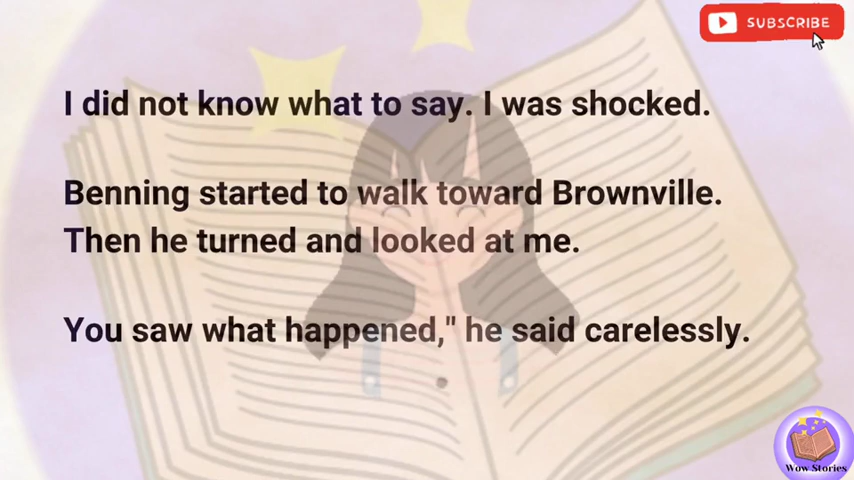 SUBSCRIBE
I did not know what to say. I was shocked.
Benning started to walk toward Brownville.
Then he turned and looked at me.
You saw what happened," he said carelessly.
Wow Stories